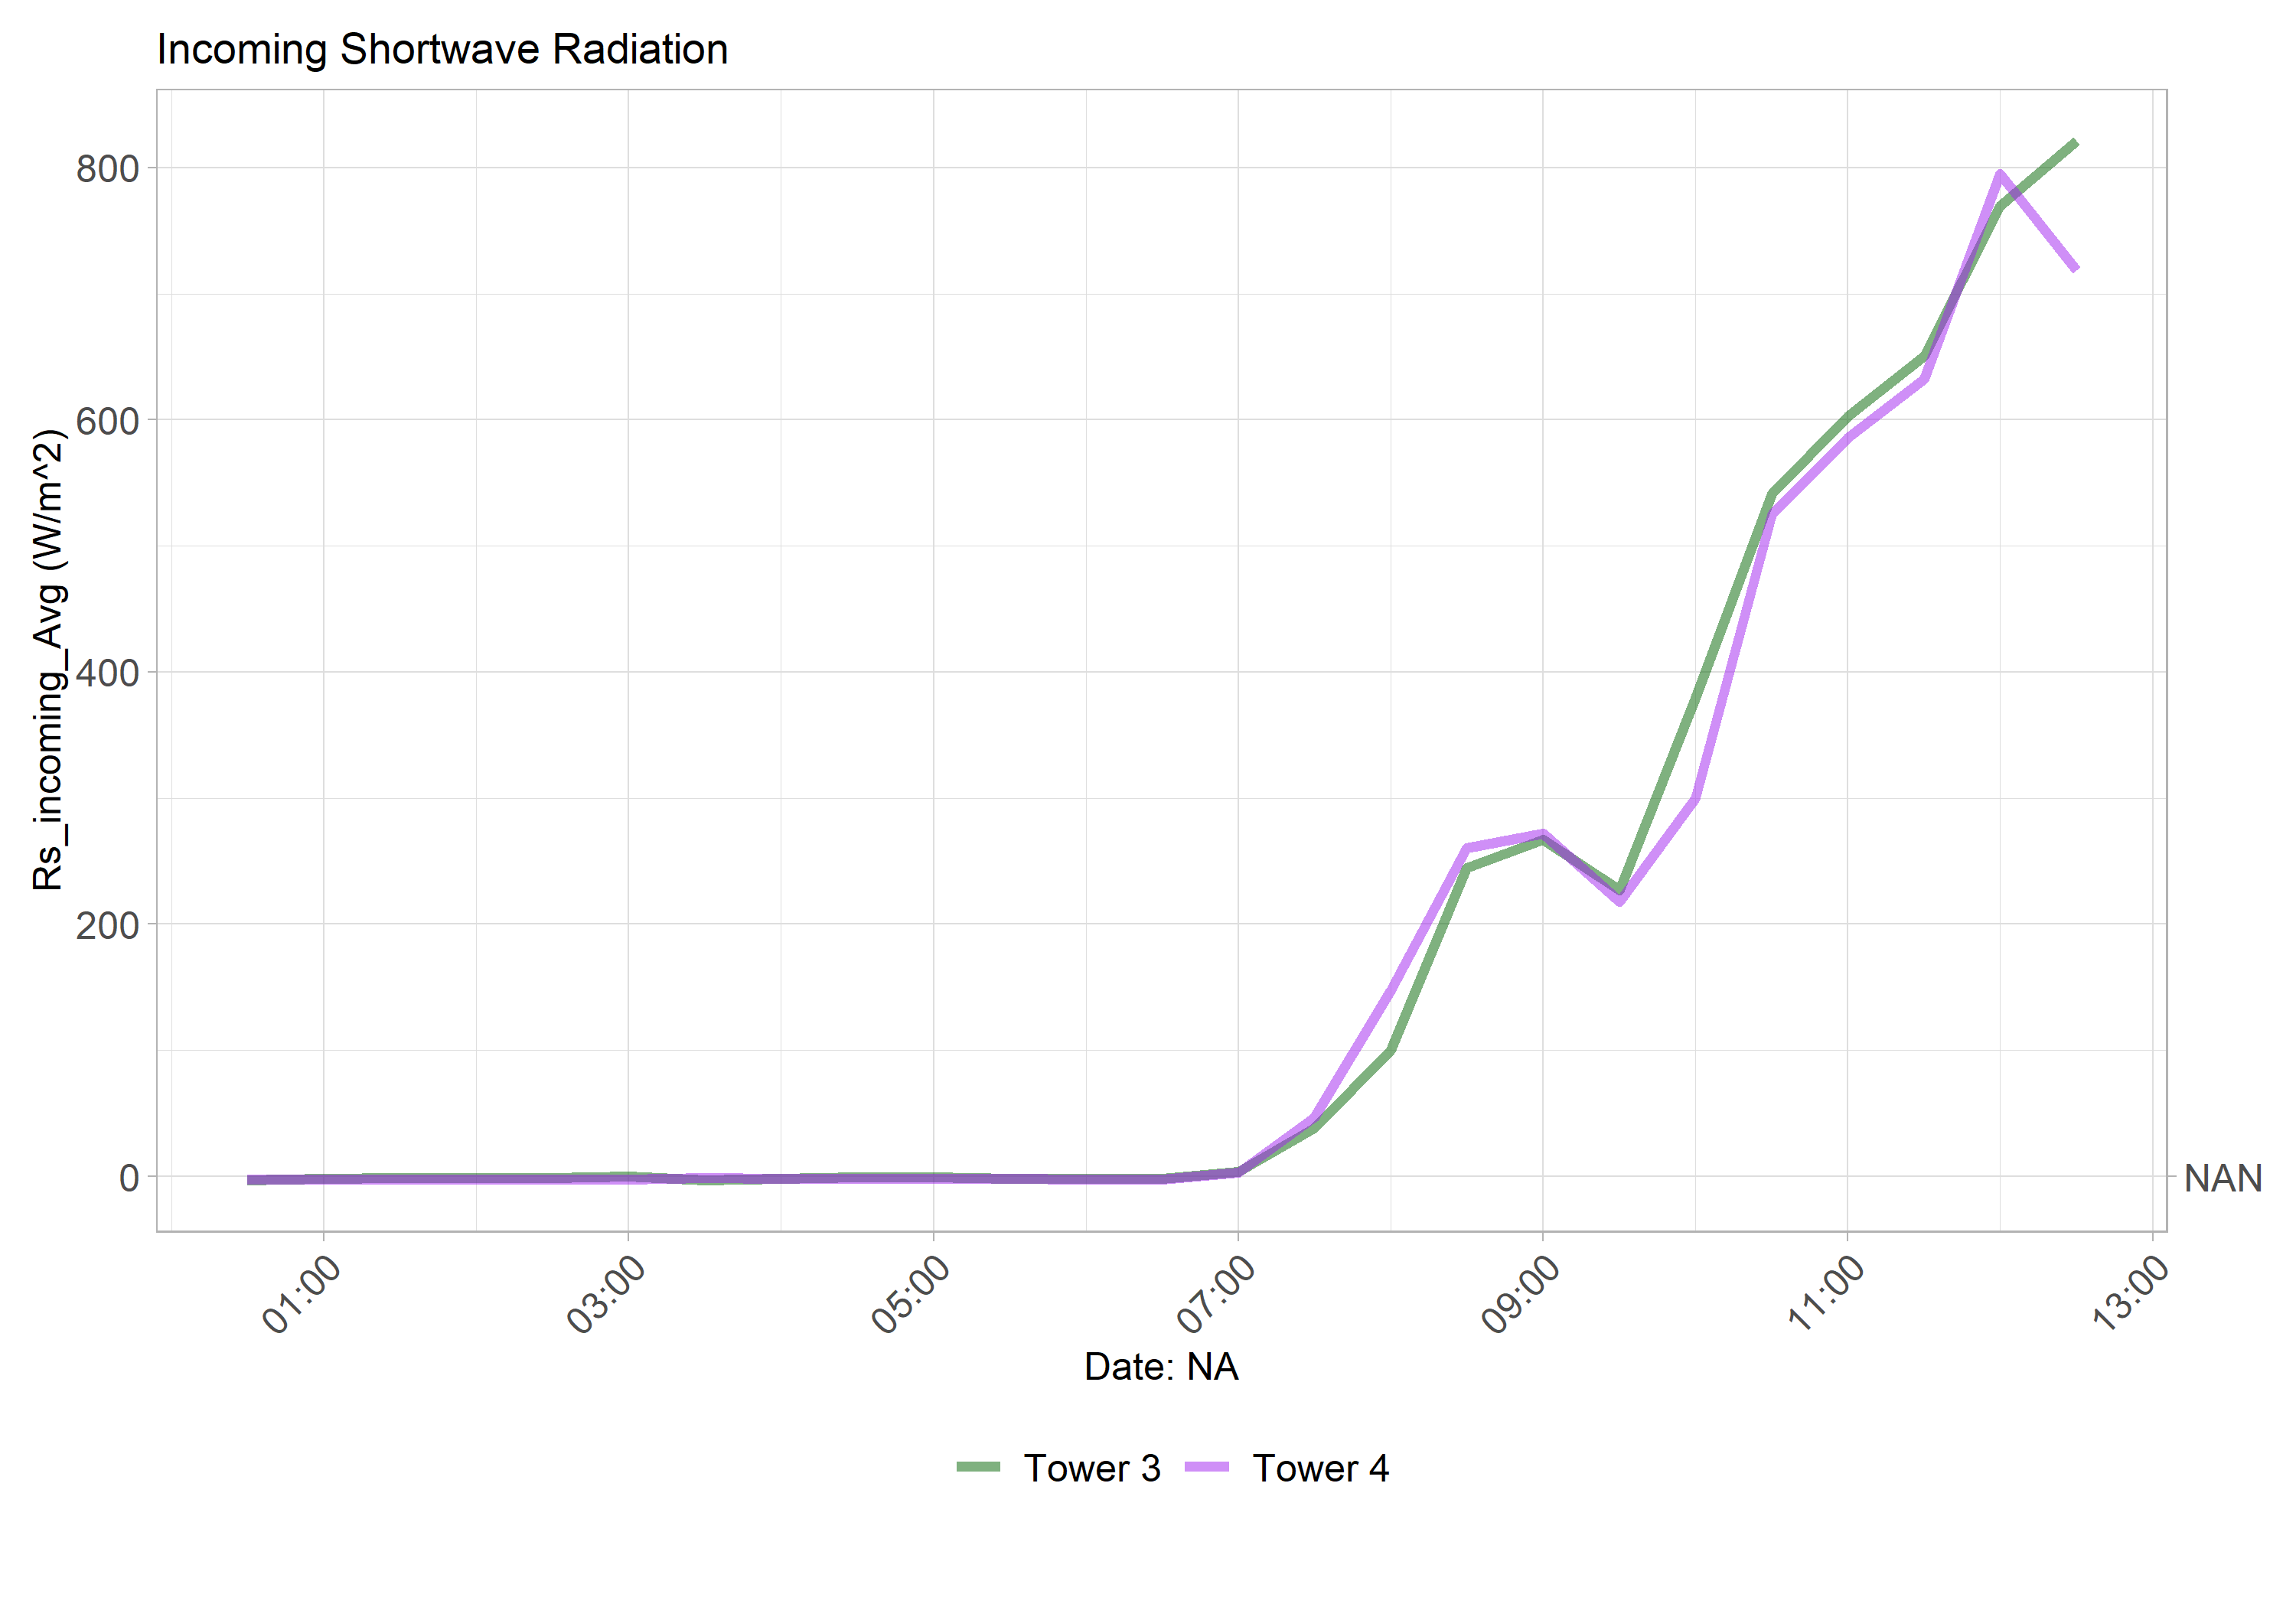 Incoming Shortwave Radiation
Rs_incoming_Avg (W/m^2)
800
600
400
200
0
NAN
01:00
03:00
05:00
07:00
09:00
11:00
13:00
Date: NA
Tower 3
Tower 4